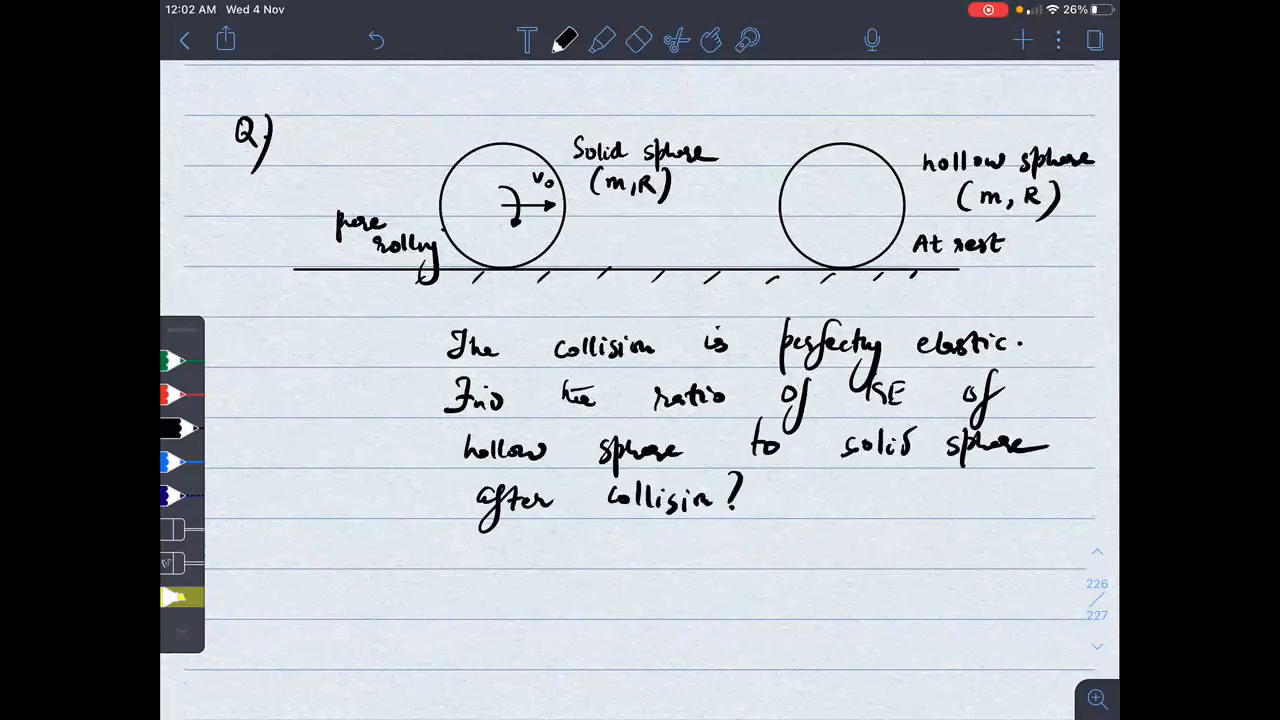 12:02 AM Wed 4 Nov
26%
T
Q)
Solid sphere
(m,R)
v₀
pure
rolling
hollow sphere
(m, R)
At rest
The collision is perfectly elastic.
Find the ratio of KE of
hollow sphere to solid sphere
after collision?
226
227